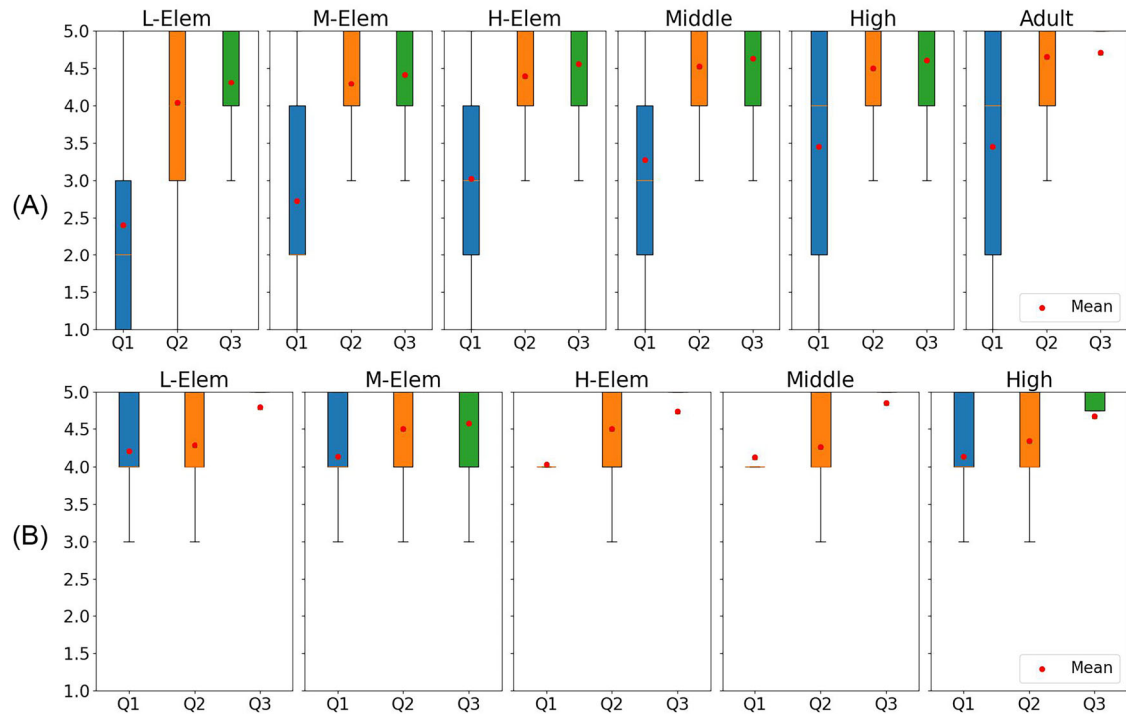 L-Elem M-Elem H-Elem Middle High Adult
5.0
4.5
4.0
3.5
3.0
(A)
2.5
2.0
1.5
Mean
1.0
Q1 Q2 Q3 Q1 Q2 Q3 Q1 Q2 Q3 Q1 Q2 Q3 Q1 Q2 Q3 Q1 Q2 Q3
L-Elem M-Elem H-Elem Middle High
5.0
4.5
4.0
3.5
(B)
3.0
2.5
2.0
1.5
Mean
1.0
Q1 Q2 Q3 Q1 Q2 Q3 Q1 Q2 Q3 Q1 Q2 Q3 Q1 Q2 Q3